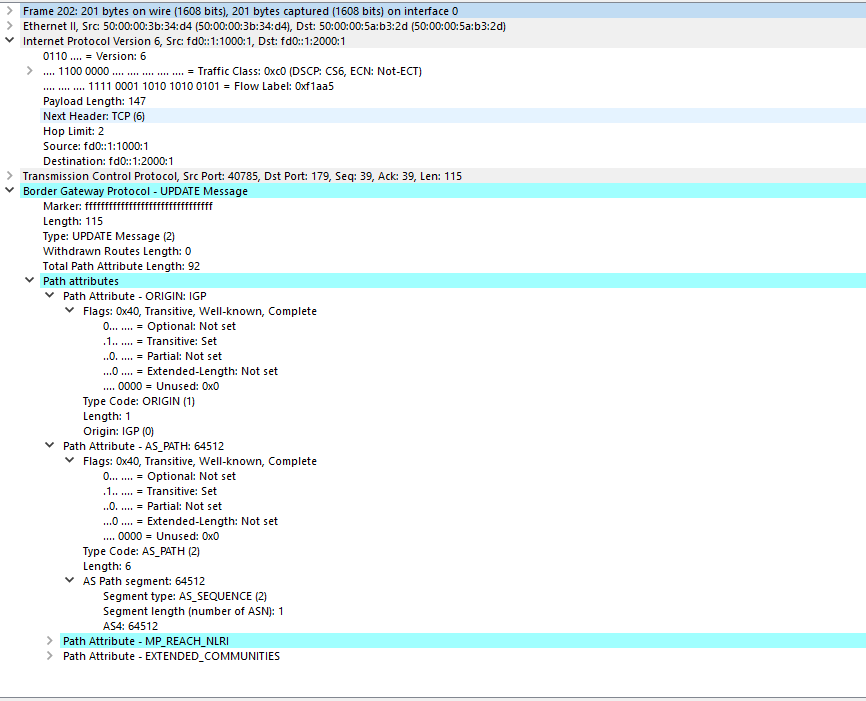 Frame 202: 201 bytes on wire (1608 bits), 201 bytes captured (1608 bits) on interface 0
Ethernet II, Src: 50:00:00:3b:34:d4 (50:00:00:3b:34:d4), Dst: 50:00:00:5a:b3:2d (50:00:00:5a:b3:2d)
Internet Protocol Version 6, Src: fd0::1:1000:1, Dst: fd0::1:2000:1
0110 .... = Version: 6
.... 1100 0000 .... .... .... .... .... = Traffic Class: 0xc0 (DSCP: CS6, ECN: Not-ECT)
.... .... .... 1111 0001 1010 1010 0101 = Flow Label: 0xf1aa5
Payload Length: 147
Next Header: TCP (6)
Hop Limit: 2
Source: fd0::1:1000:1
Destination: fd0::1:2000:1
Transmission Control Protocol, Src Port: 40785, Dst Port: 179, Seq: 39, Ack: 39, Len: 115
Border Gateway Protocol - UPDATE Message
Marker: ffffffffffffffffffffffffffffffff
Length: 115
Type: UPDATE Message (2)
Withdrawn Routes Length: 0
Total Path Attribute Length: 92
Path attributes
Path Attribute - ORIGIN: IGP
Flags: 0x40, Transitive, Well-known, Complete
0... .... = Optional: Not set
.1.. .... = Transitive: Set
..0. .... = Partial: Not set
...0 .... = Extended-Length: Not set
.... 0000 = Unused: 0x0
Type Code: ORIGIN (1)
Length: 1
Origin: IGP (0)
Path Attribute - AS_PATH: 64512
Flags: 0x40, Transitive, Well-known, Complete
0... .... = Optional: Not set
.1.. .... = Transitive: Set
..0. .... = Partial: Not set
...0 .... = Extended-Length: Not set
.... 0000 = Unused: 0x0
Type Code: AS_PATH (2)
Length: 6
AS Path segment: 64512
Segment type: AS_SEQUENCE (2)
Segment length (number of ASN): 1
AS4: 64512
Path Attribute - MP_REACH_NLRI
Path Attribute - EXTENDED_COMMUNITIES